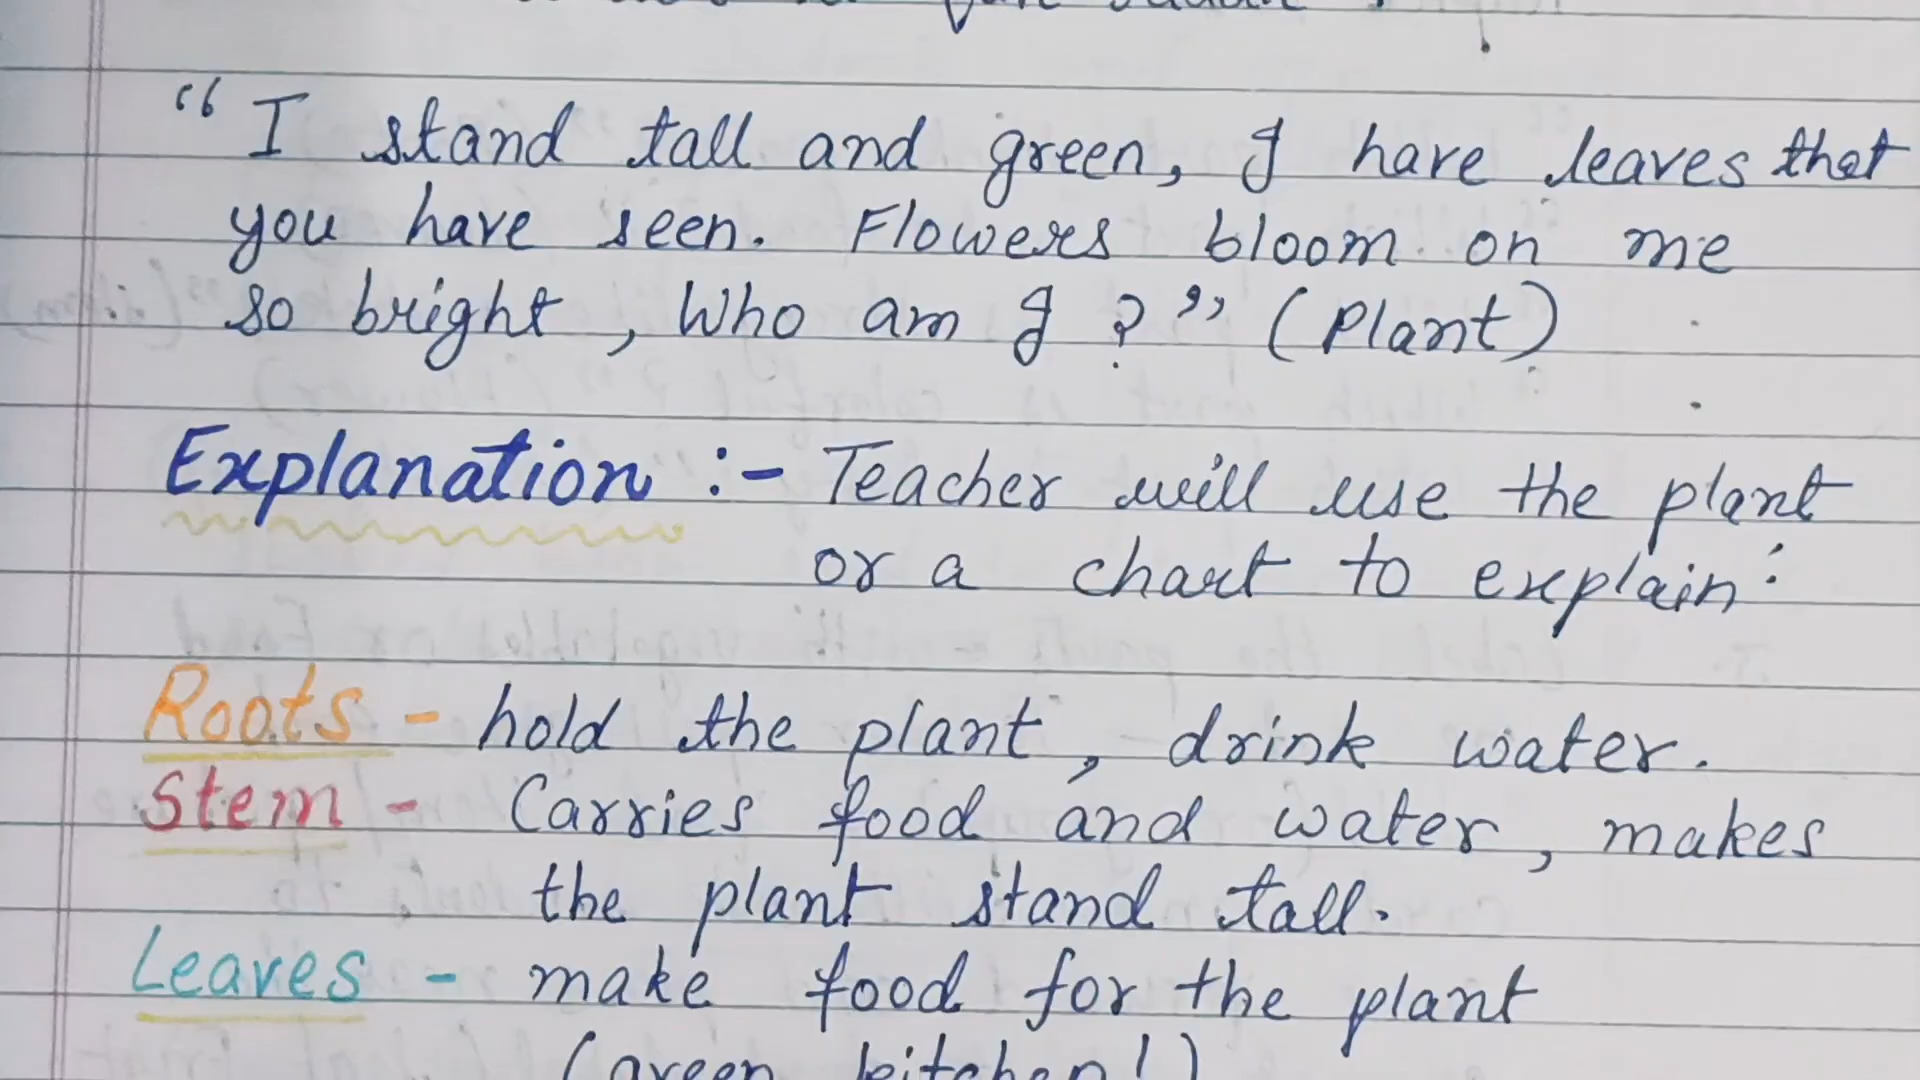 "I stand tall and green, I have leaves that
you have seen. Flowers bloom on me
so bright, Who am I ?" (Plant)
Explanation :- Teacher will use the plant
or a chart to explain:
Roots - hold the plant, drink water.
Stem - Carries food and water, makes
the plant stand tall.
Leaves - make food for the plant
(green kitchen!)